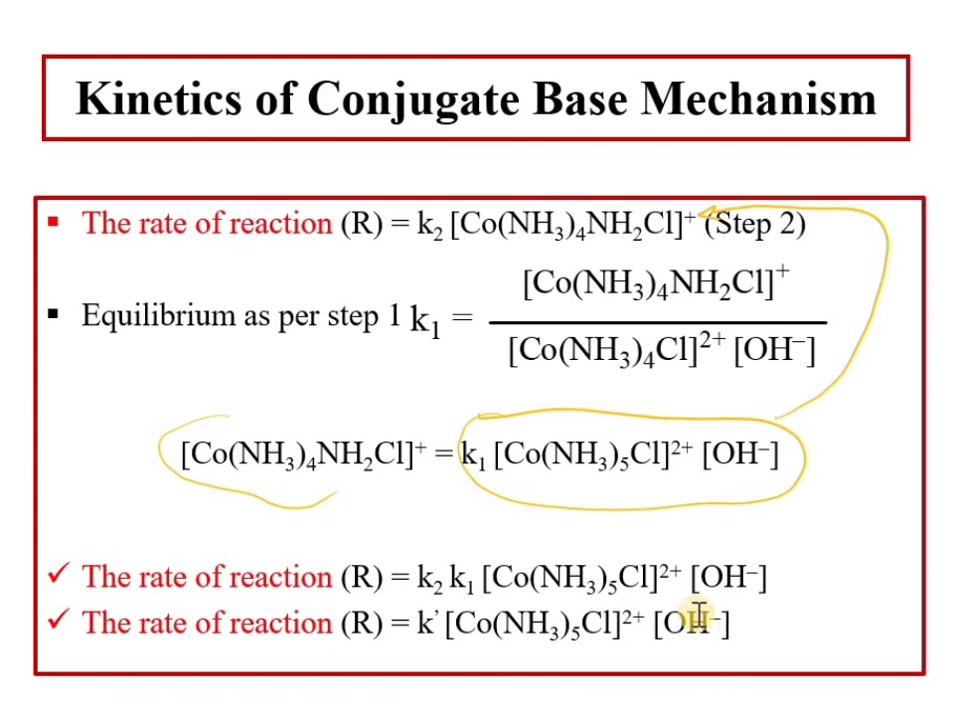 Kinetics of Conjugate Base Mechanism
▪ The rate of reaction (R) = k₂ [Co(NH₃)₄NH₂Cl]⁺ (Step 2)
[Co(NH₃)₄NH₂Cl]⁺
▪ Equilibrium as per step 1 k₁ =
[Co(NH₃)₄Cl]²⁺ [OH⁻]
[Co(NH₃)₄NH₂Cl]⁺ = k₁ [Co(NH₃)₅Cl]²⁺ [OH⁻]
✓ The rate of reaction (R) = k₂ k₁ [Co(NH₃)₅Cl]²⁺ [OH⁻]
✓ The rate of reaction (R) = k’ [Co(NH₃)₅Cl]²⁺ [OH⁻]